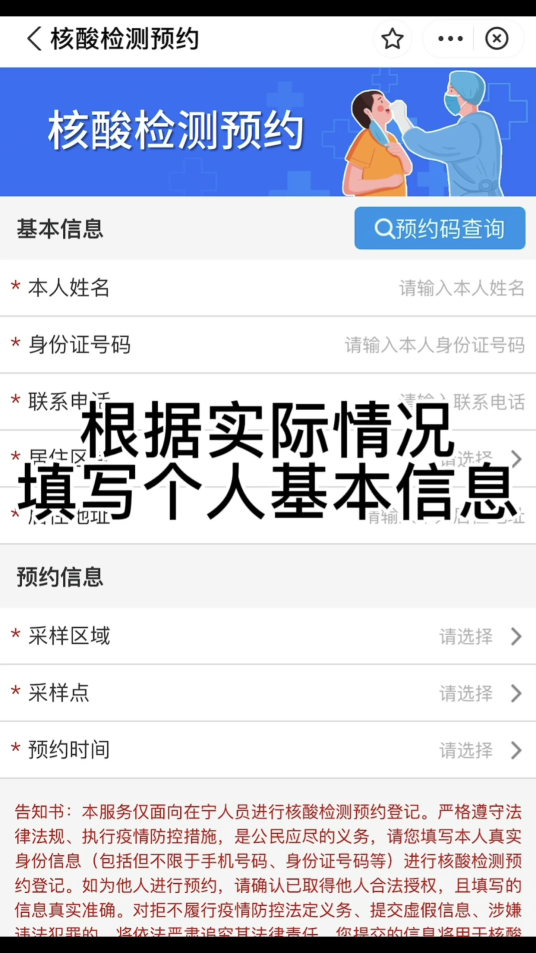 核酸检测预约
核酸检测预约
基本信息
预约码查询
* 本人姓名 请输入本人姓名
* 身份证号码 请输入本人身份证号码
* 联系电话 请输入联系电话
根据实际情况
* 居住区 请选择
填写个人基本信息
* 居住地址 请输 居住地址
预约信息
* 采样区域 请选择
* 采样点 请选择
* 预约时间 请选择
告知书：本服务仅面向在宁人员进行核酸检测预约登记。严格遵守法
律法规、执行疫情防控措施，是公民应尽的义务，请您填写本人真实
身份信息（包括但不限于手机号码、身份证号码等）进行核酸检测预
约登记。如为他人进行预约，请确认已取得他人合法授权，且填写的
信息真实准确。对拒不履行疫情防控法定义务、提交虚假信息、涉嫌
违法犯罪的，将依法严肃追究其法律责任。您提交的信息将用于核酸